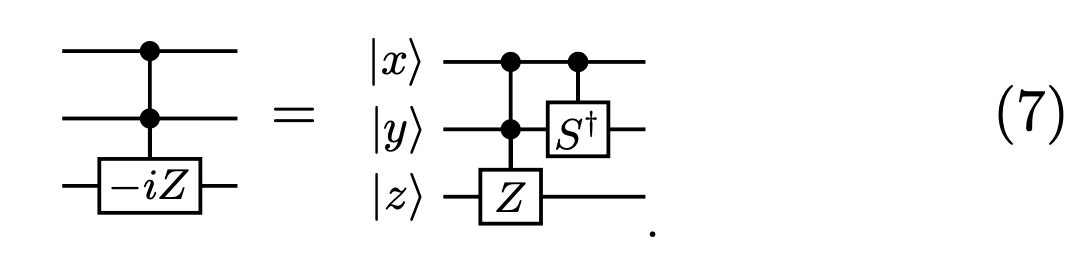 |x⟩
= |y⟩ S† (7)
−iZ |z⟩ Z .